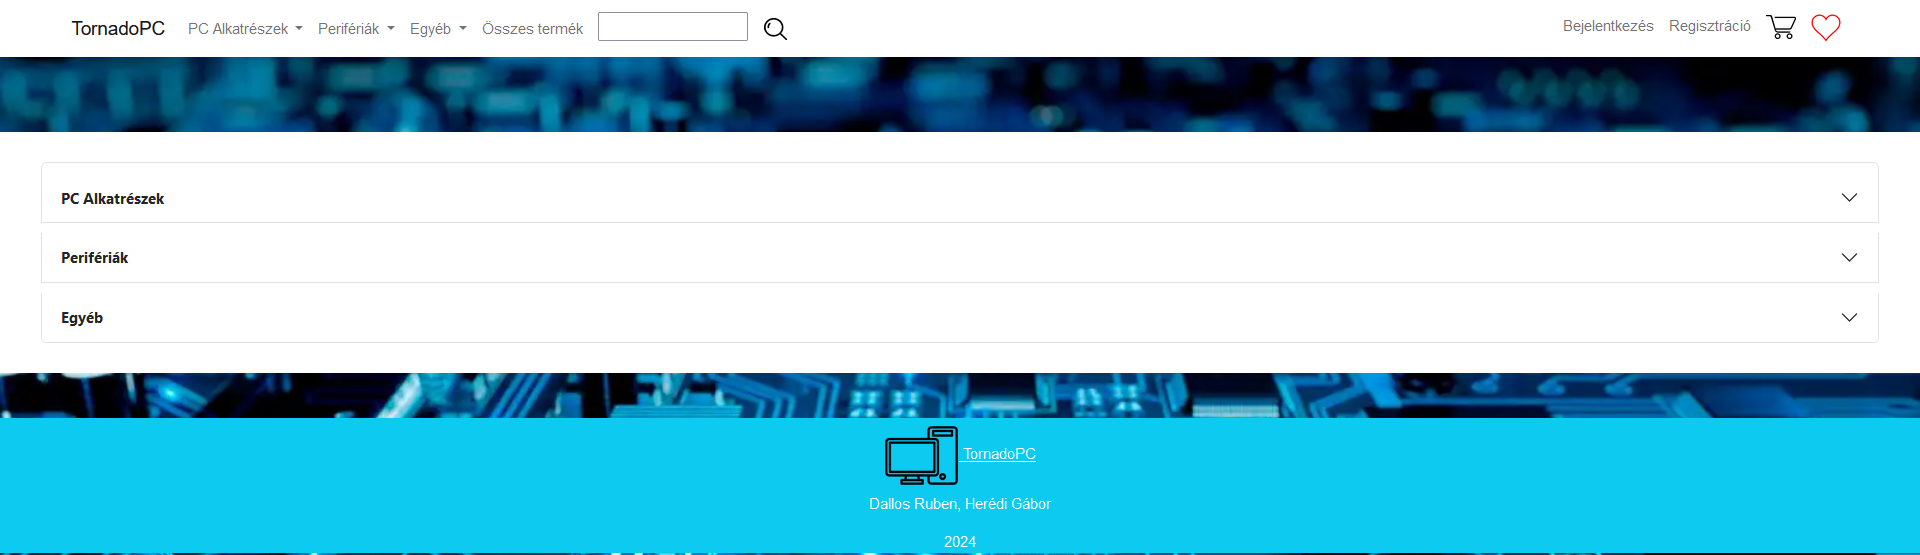 TornadoPC PC Alkatrészek Perifériák Egyéb Összes termék Bejelentkezés Regisztráció
PC Alkatrészek
Perifériák
Egyéb
TornadoPC
Dallos Ruben, Herédi Gábor
2024